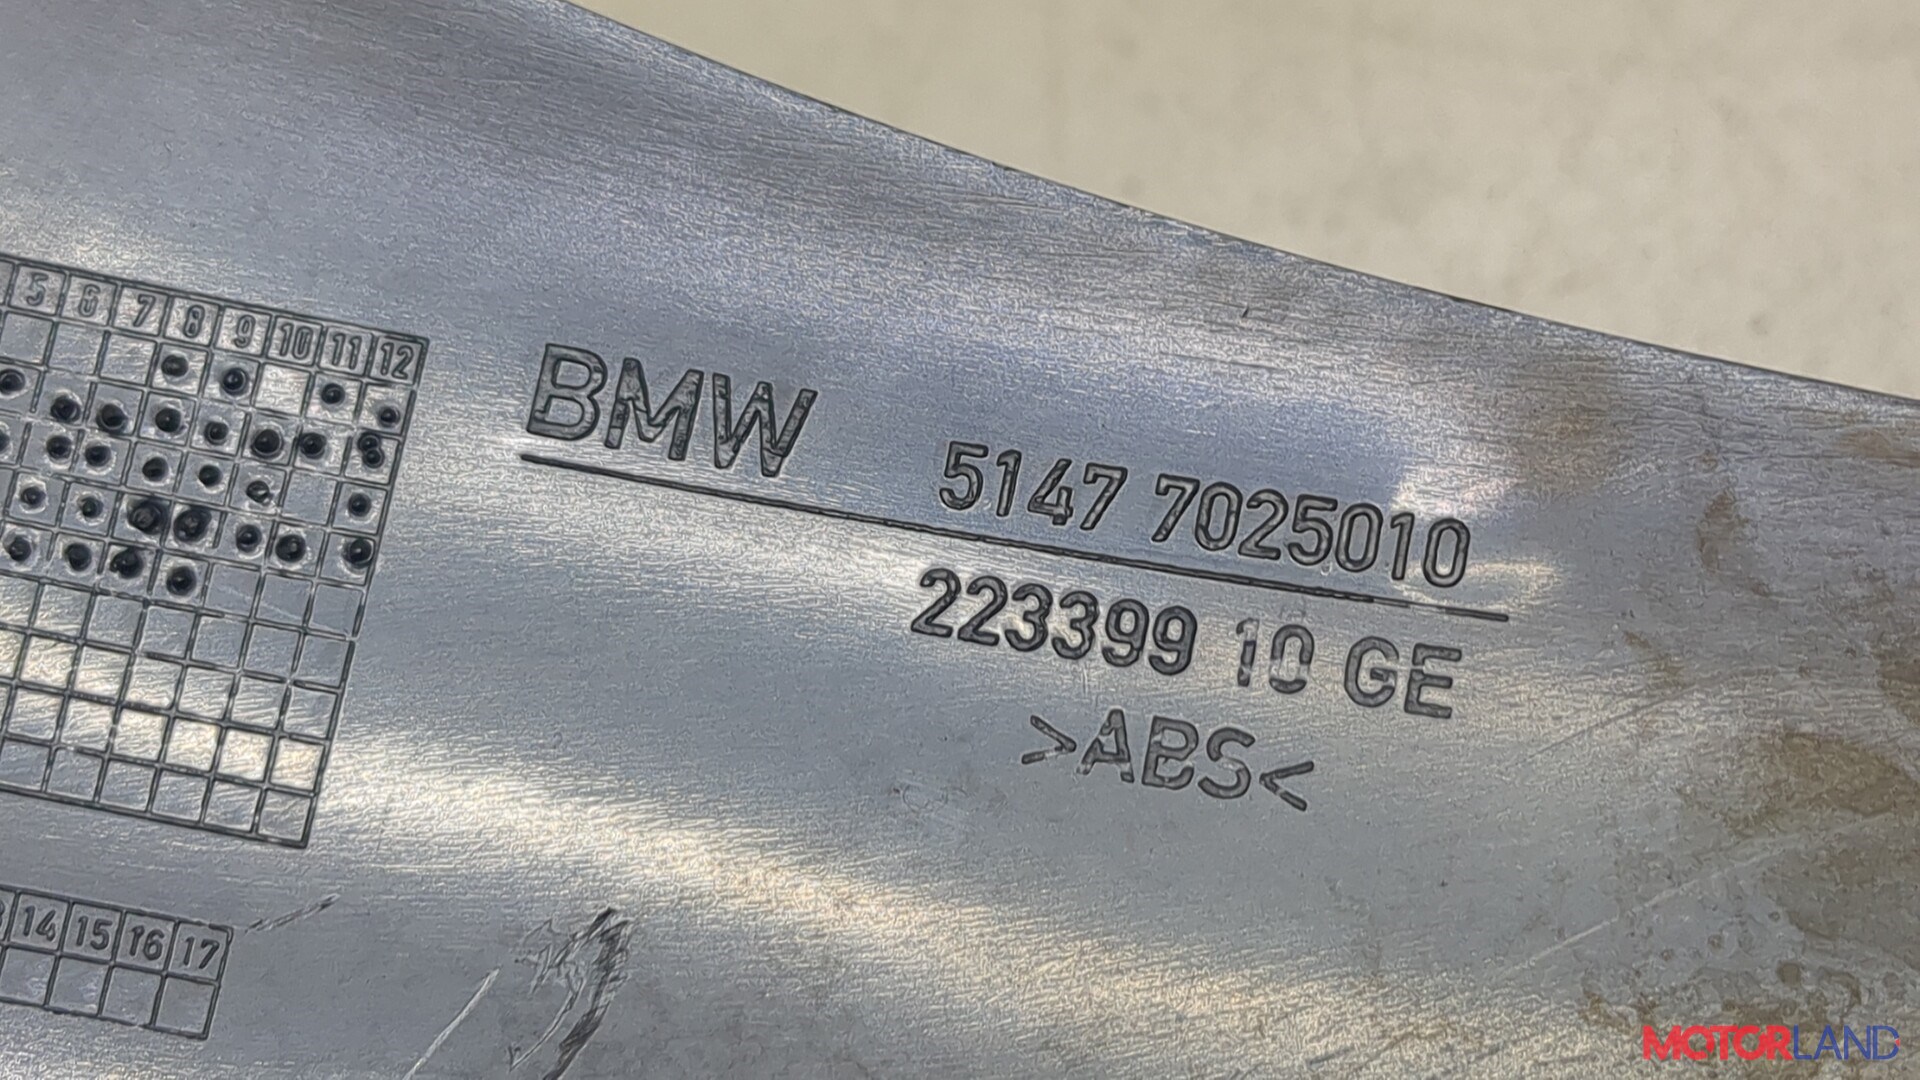 5 6 7 8 9 10 11 12
BMW 5147 7025010
223399 10 GE
>ABS<
14 15 16 17
MOTORLAND